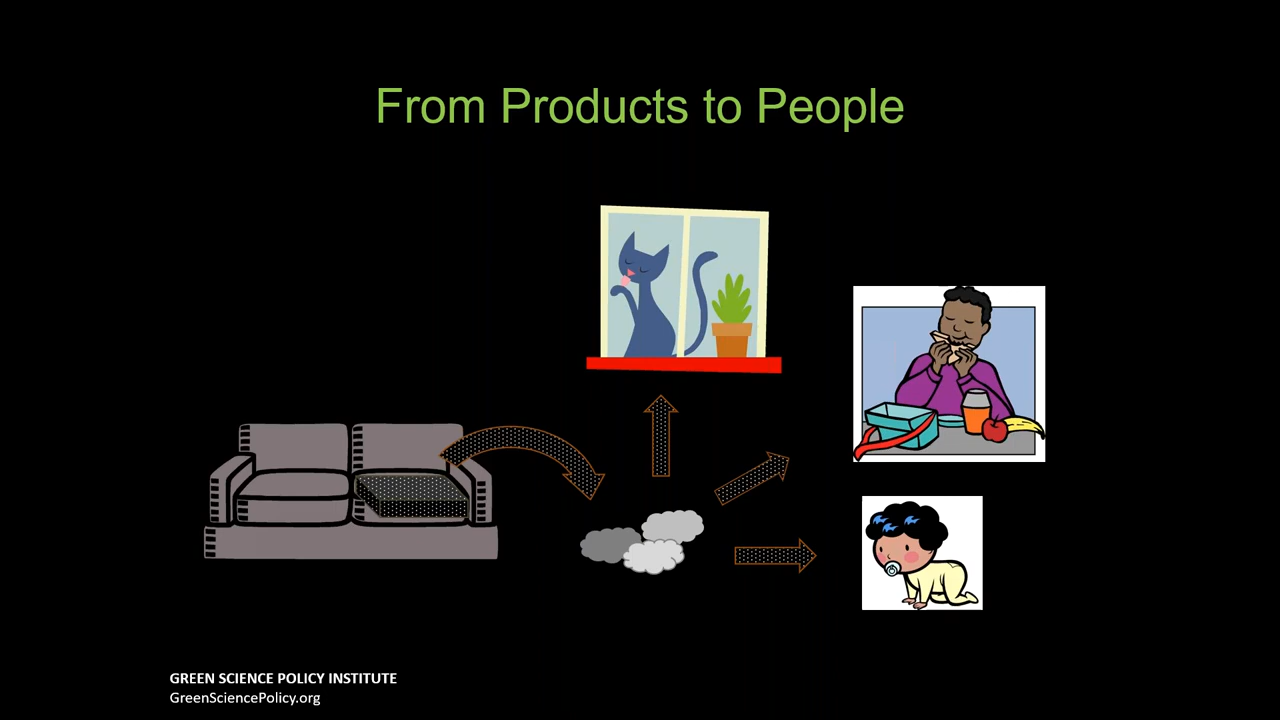 From Products to People
GREEN SCIENCE POLICY INSTITUTE
GreenSciencePolicy.org